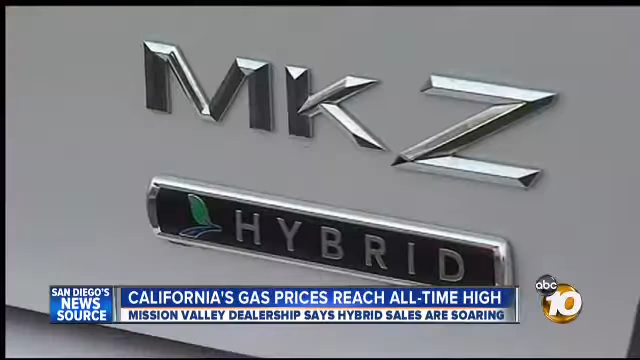 MKZ
HYBRID
SAN DIEGO'S
NEWS
SOURCE
CALIFORNIA'S GAS PRICES REACH ALL-TIME HIGH
MISSION VALLEY DEALERSHIP SAYS HYBRID SALES ARE SOARING
abc
10